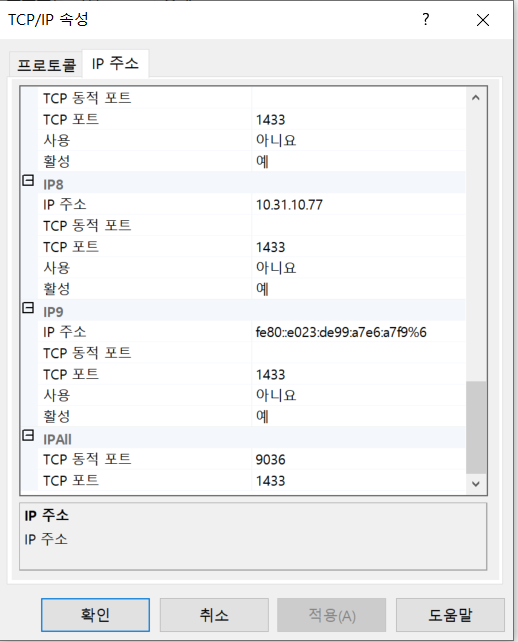 TCP/IP 속성
프로토콜 IP 주소
TCP 동적 포트
TCP 포트 1433
사용 아니요
활성 예
IP8
IP 주소 10.31.10.77
TCP 동적 포트
TCP 포트 1433
사용 아니요
활성 예
IP9
IP 주소 fe80::e023:de99:a7e6:a7f9%6
TCP 동적 포트
TCP 포트 1433
사용 아니요
활성 예
IPAll
TCP 동적 포트 9036
TCP 포트 1433
IP 주소
IP 주소
확인 취소 적용(A) 도움말